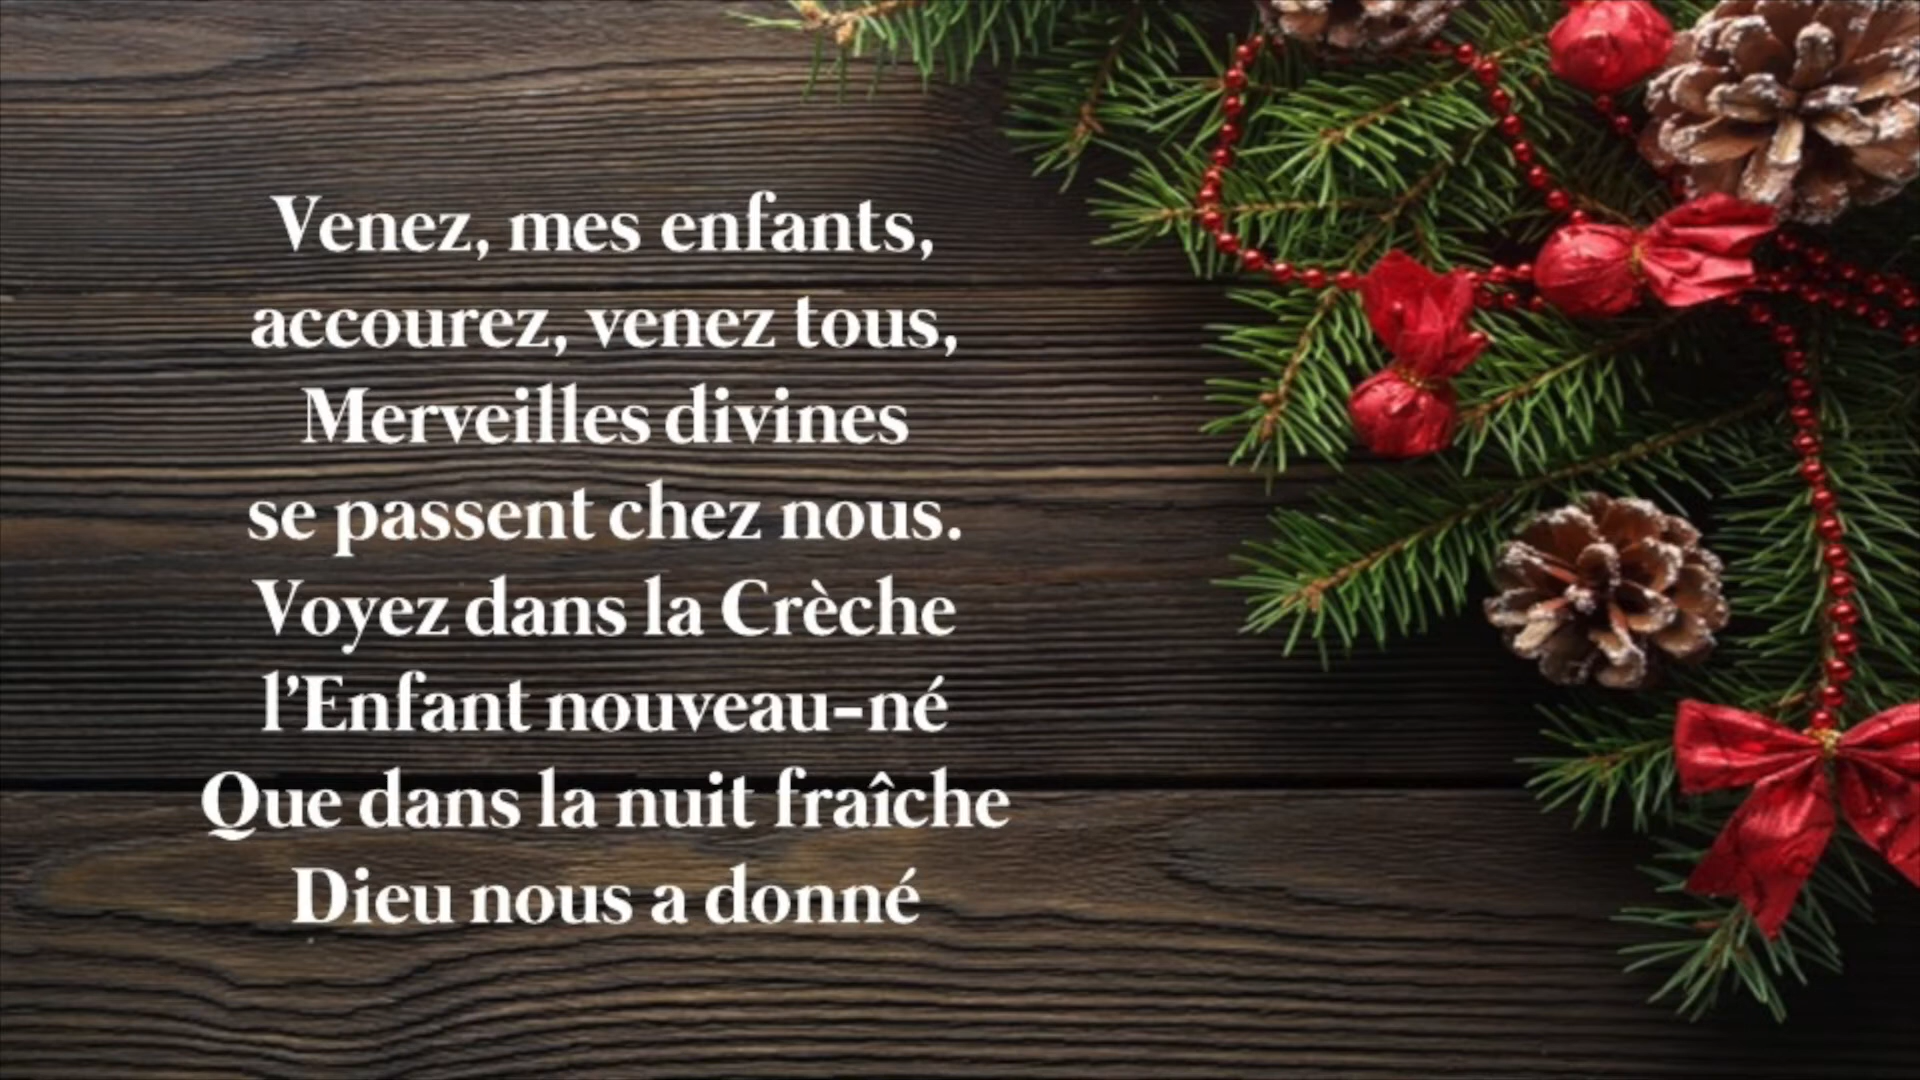 Venez, mes enfants,
accourez, venez tous,
Merveilles divines
se passent chez nous.
Voyez dans la Crèche
l’Enfant nouveau-né
Que dans la nuit fraîche
Dieu nous a donné